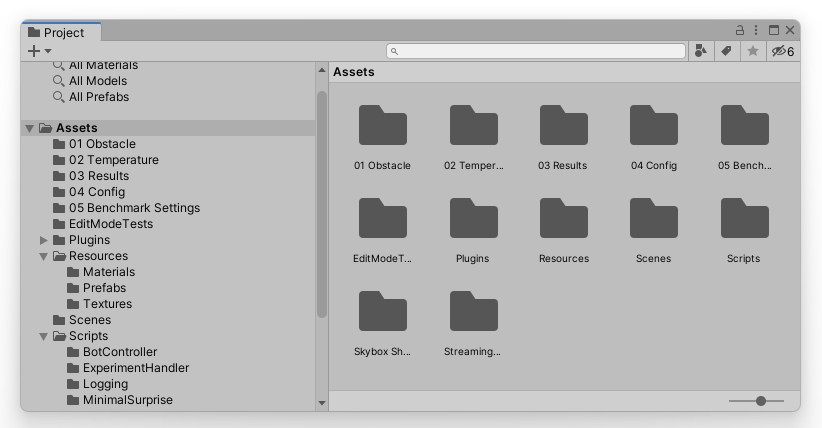 Project
6
All Materials
All Models
All Prefabs
Assets
01 Obstacle
02 Temperature
03 Results
04 Config
05 Benchmark Settings
EditModeTests
Plugins
Resources
Materials
Prefabs
Textures
Scenes
Scripts
BotController
ExperimentHandler
Logging
MinimalSurprise
Assets
01 Obstacle 02 Temper... 03 Results 04 Config 05 Bench...
EditModeT... Plugins Resources Scenes Scripts
Skybox Sh... Streaming...